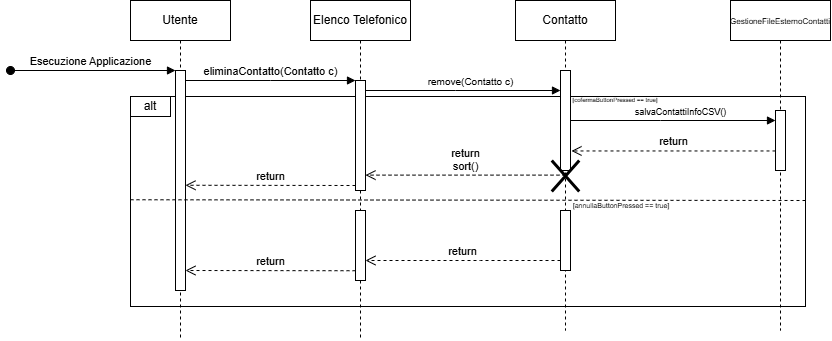 Utente
Elenco Telefonico
Contatto
GestioneFileEsternoContatti
Esecuzione Applicazione
eliminaContatto(Contatto c)
remove(Contatto c)
alt
[cofermaButtonPressed == true]
salvaContattiInfoCSV()
return
return
sort()
return
[annullaButtonPressed == true]
return
return